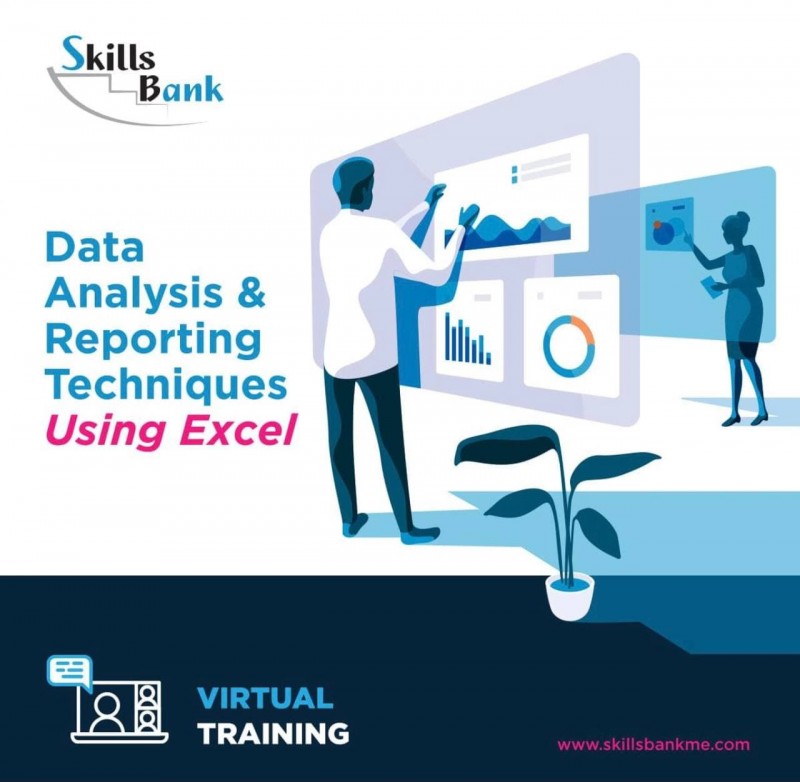 Skills
Bank
Data
Analysis &
Reporting
Techniques
Using Excel
VIRTUAL
TRAINING
www.skillsbankme.com